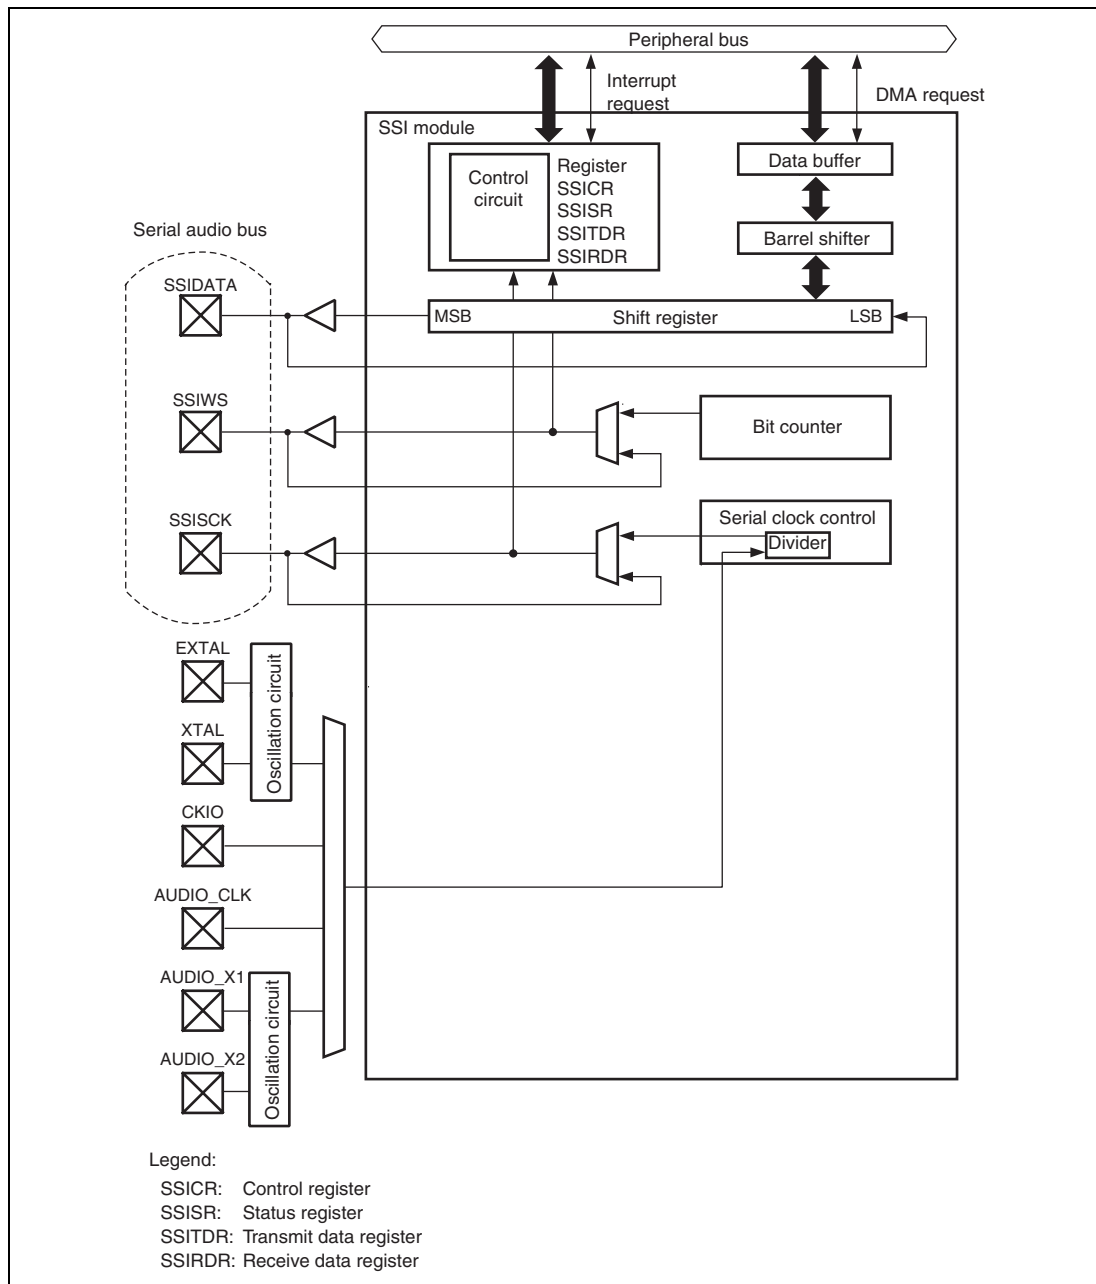 Peripheral bus
Interrupt
request
DMA request
SSI module
Control
circuit
Register
SSICR
SSISR
SSITDR
SSIRDR
Data buffer
Barrel shifter
Serial audio bus
SSIDATA
MSB
Shift register
LSB
SSIWS
Bit counter
SSISCK
Serial clock control
Divider
EXTAL
Oscillation circuit
XTAL
CKIO
AUDIO_CLK
AUDIO_X1
Oscillation circuit
AUDIO_X2
Legend:
SSICR: Control register
SSISR: Status register
SSITDR: Transmit data register
SSIRDR: Receive data register